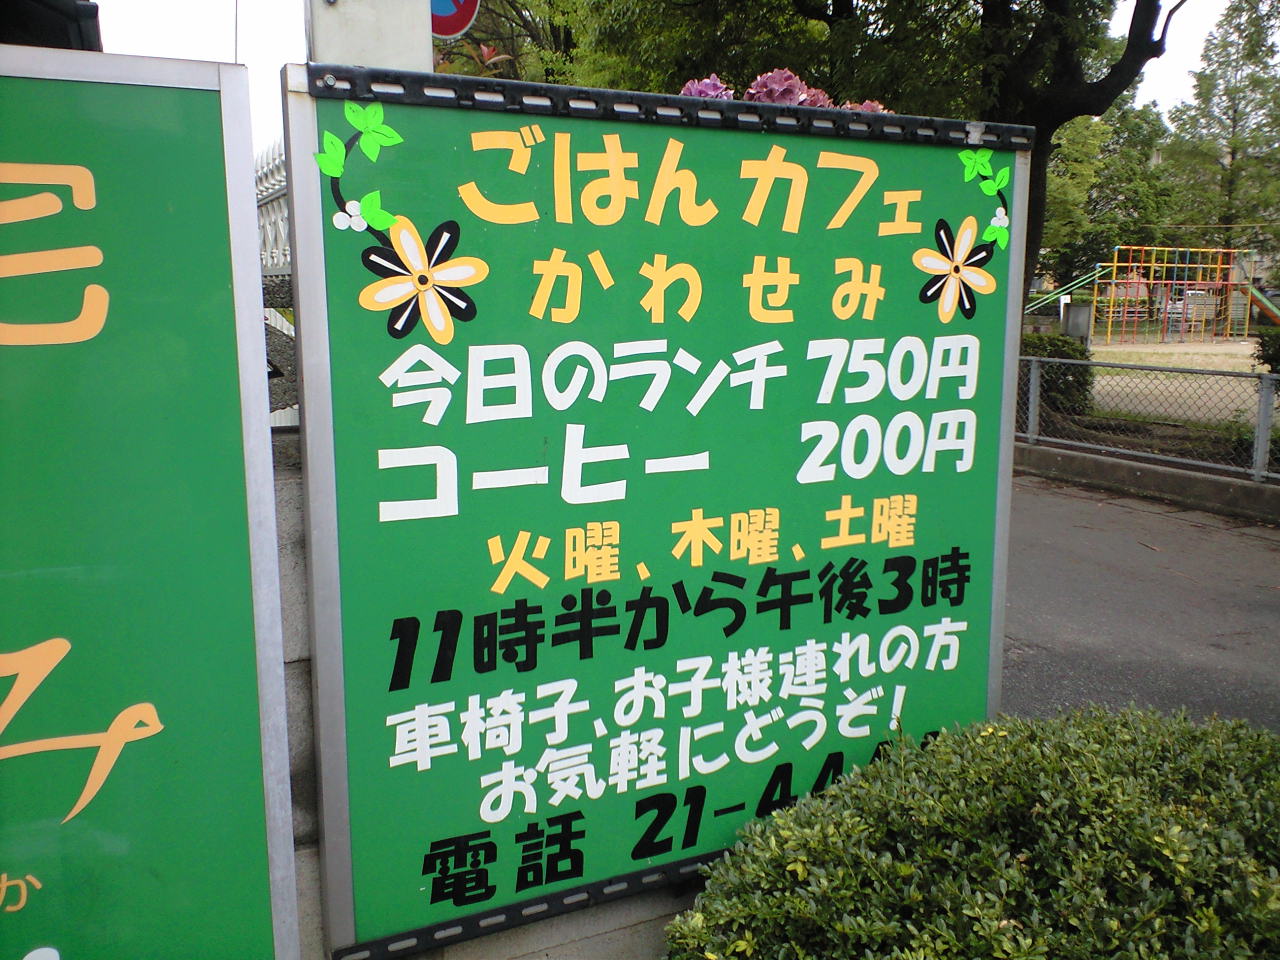 ごはんカフェ
かわせみ
今日のランチ 750円
コーヒー 200円
火曜、木曜、土曜
11時半から午後3時
車椅子、お子様連れの方
お気軽にどうぞ!
電話 21-44